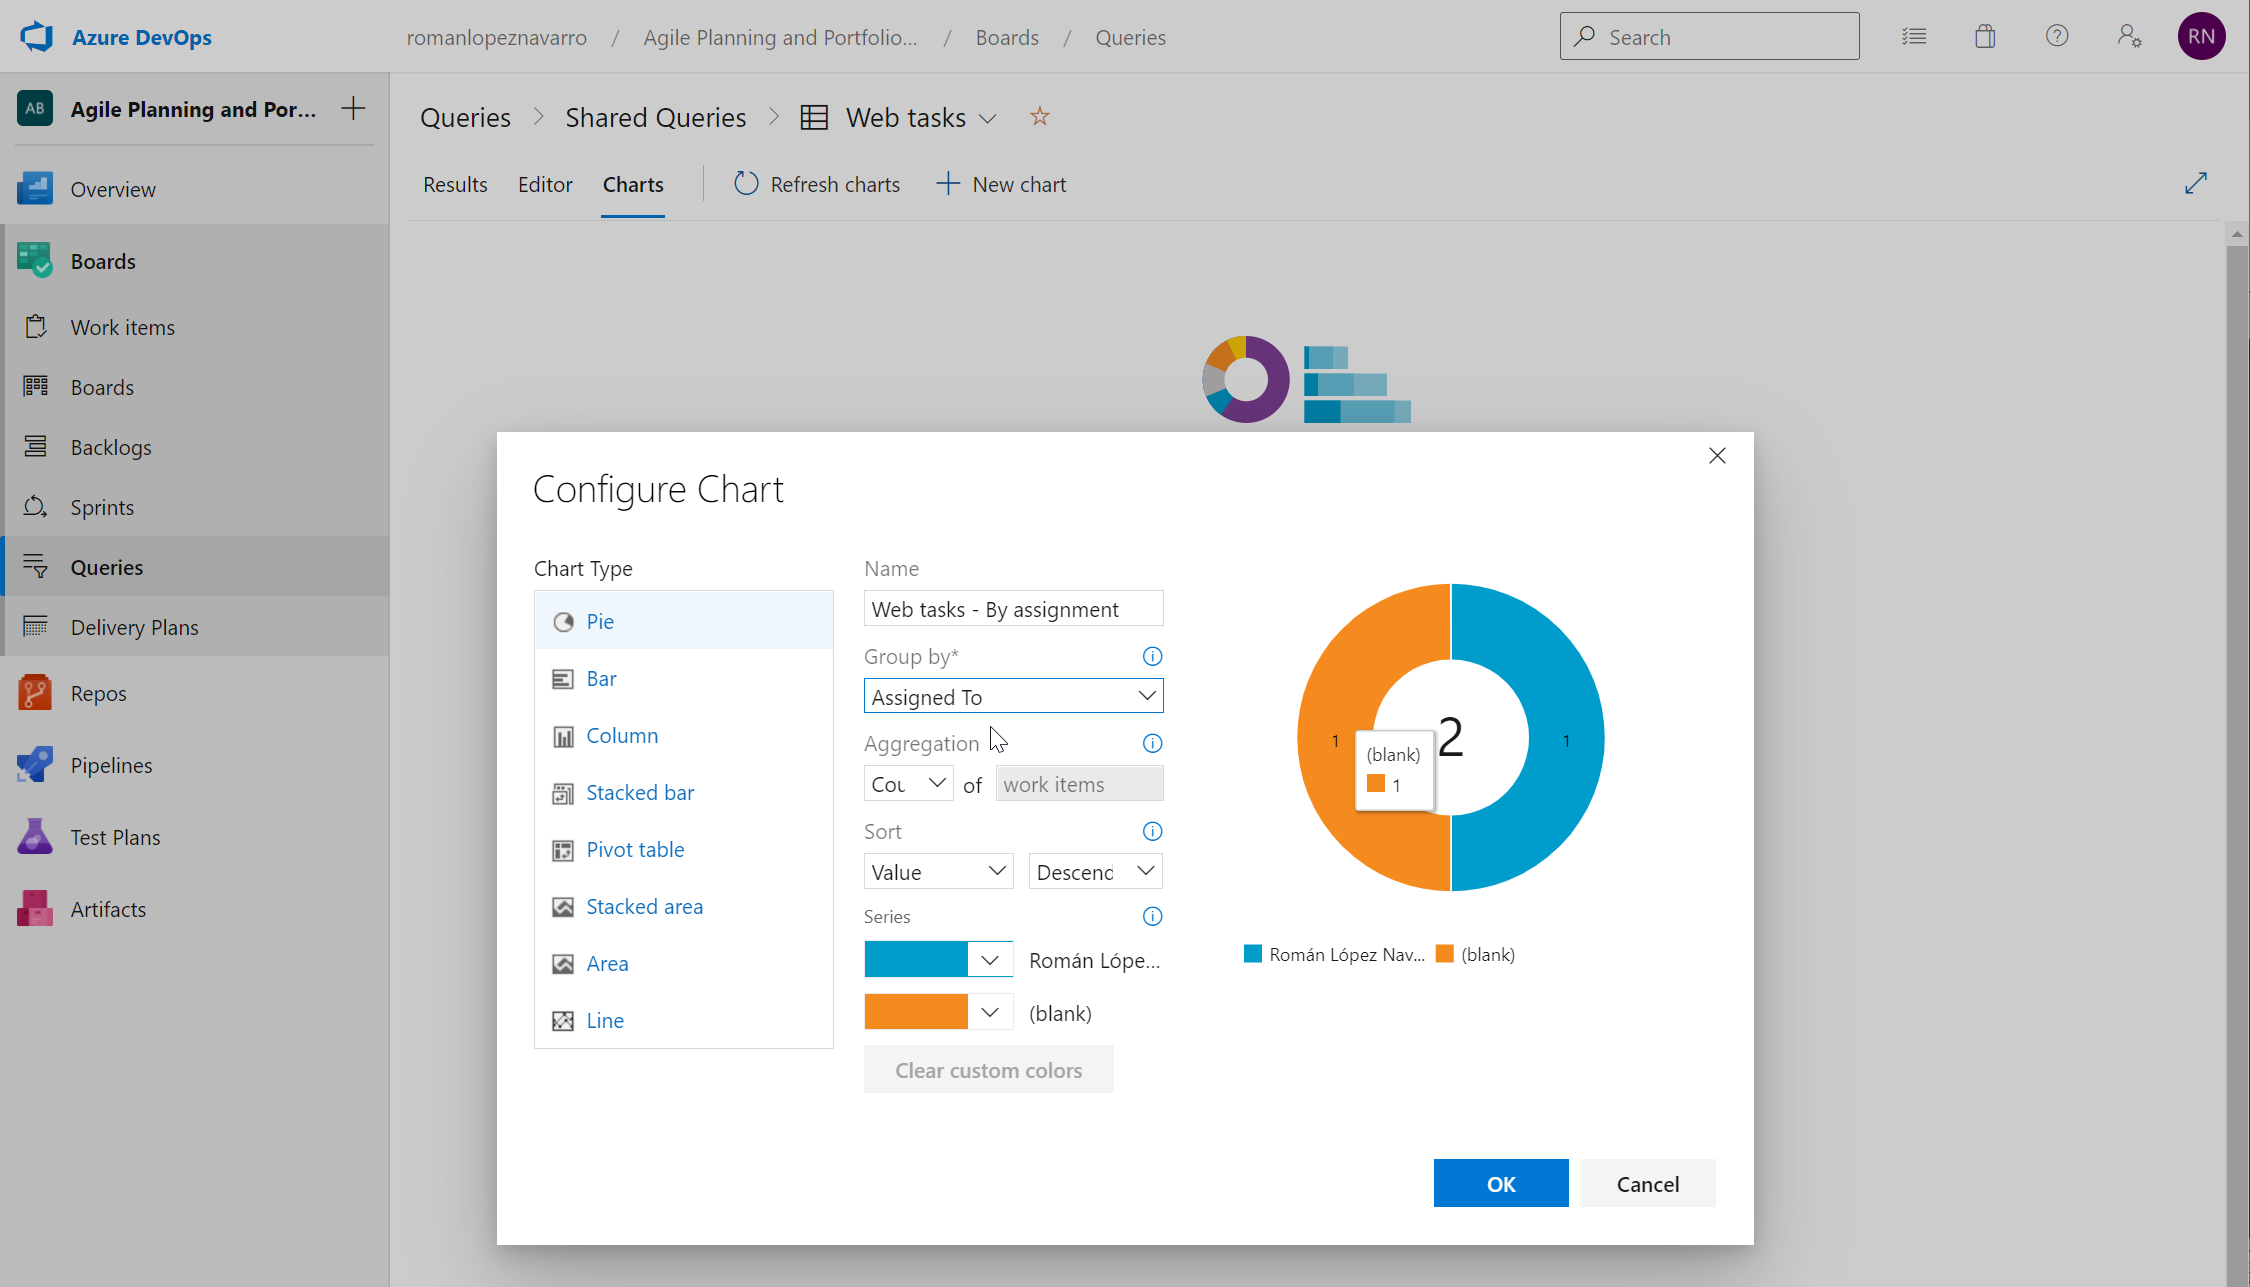 Azure DevOps
romanlopeznavarro / Agile Planning and Portfolio... / Boards / Queries
Search
RN
AB
Agile Planning and Por...
Queries > Shared Queries > Web tasks
Results
Editor
Charts
Refresh charts
New chart
Overview
Boards
Work items
Boards
Backlogs
Sprints
Queries
Delivery Plans
Repos
Pipelines
Test Plans
Artifacts
Configure Chart
Chart Type
Pie
Bar
Column
Stacked bar
Pivot table
Stacked area
Area
Line
Name
Web tasks - By assignment
Group by*
Assigned To
Aggregation
Cou
of
work items
Sort
Value
Descend
Series
Román Lópe...
(blank)
Clear custom colors
1
2
1
(blank)
1
Román López Nav...
(blank)
OK
Cancel